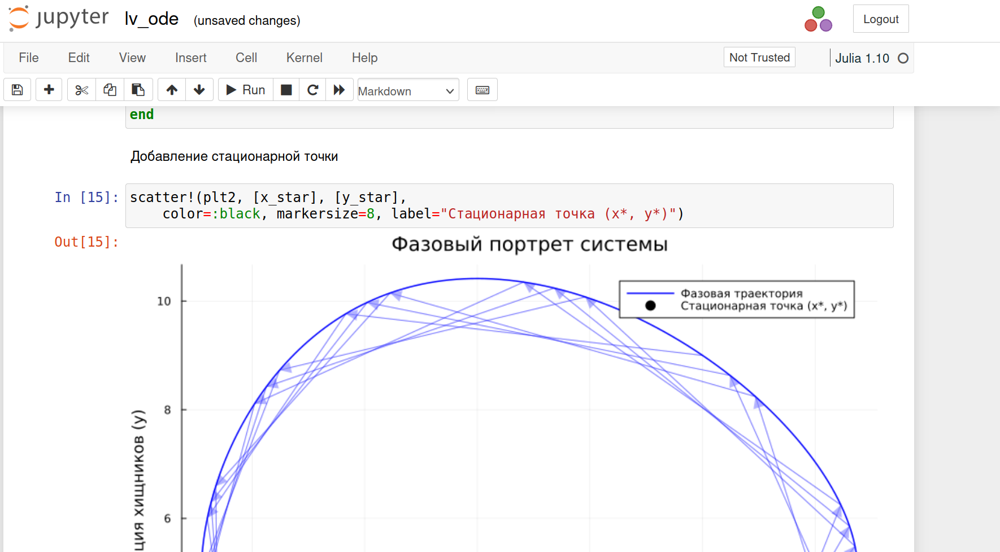 jupyter lv_ode (unsaved changes)
Logout
File Edit View Insert Cell Kernel Help
Not Trusted
Julia 1.10
Run
Markdown
end
Добавление стационарной точки
In [15]:
scatter!(plt2, [x_star], [y_star],
color=:black, markersize=8, label="Стационарная точка (x*, y*)")
Out[15]:
Фазовый портрет системы
Фазовая траектория
Стационарная точка (x*, y*)
10
8
6
хищников (y)